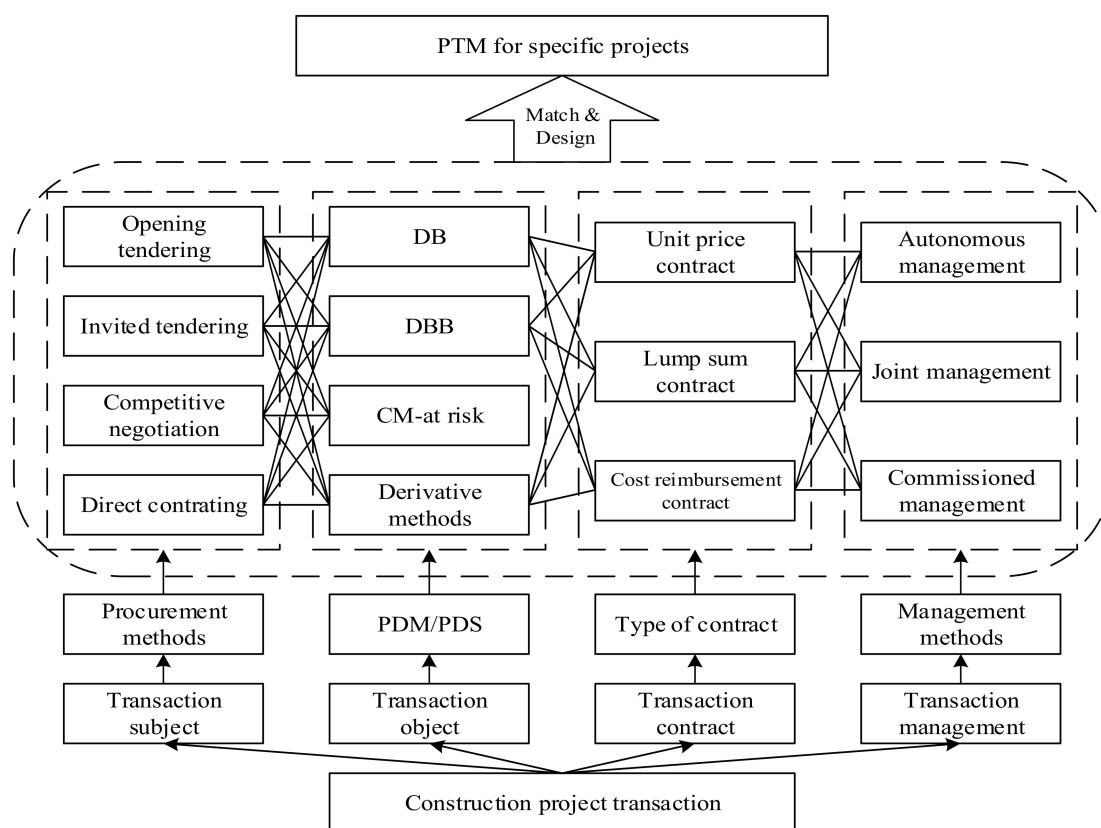 PTM for specific projects
Match &
Design
Opening
tendering
DB
Unit price
contract
Autonomous
management
Invited tendering
DBB
Lump sum
contract
Joint management
Competitive
negotiation
CM-at risk
Direct contrating
Derivative
methods
Cost reimbursement
contract
Commissioned
management
Procurement
methods
PDM/PDS
Type of contract
Management
methods
Transaction
subject
Transaction
object
Transaction
contract
Transaction
management
Construction project transaction